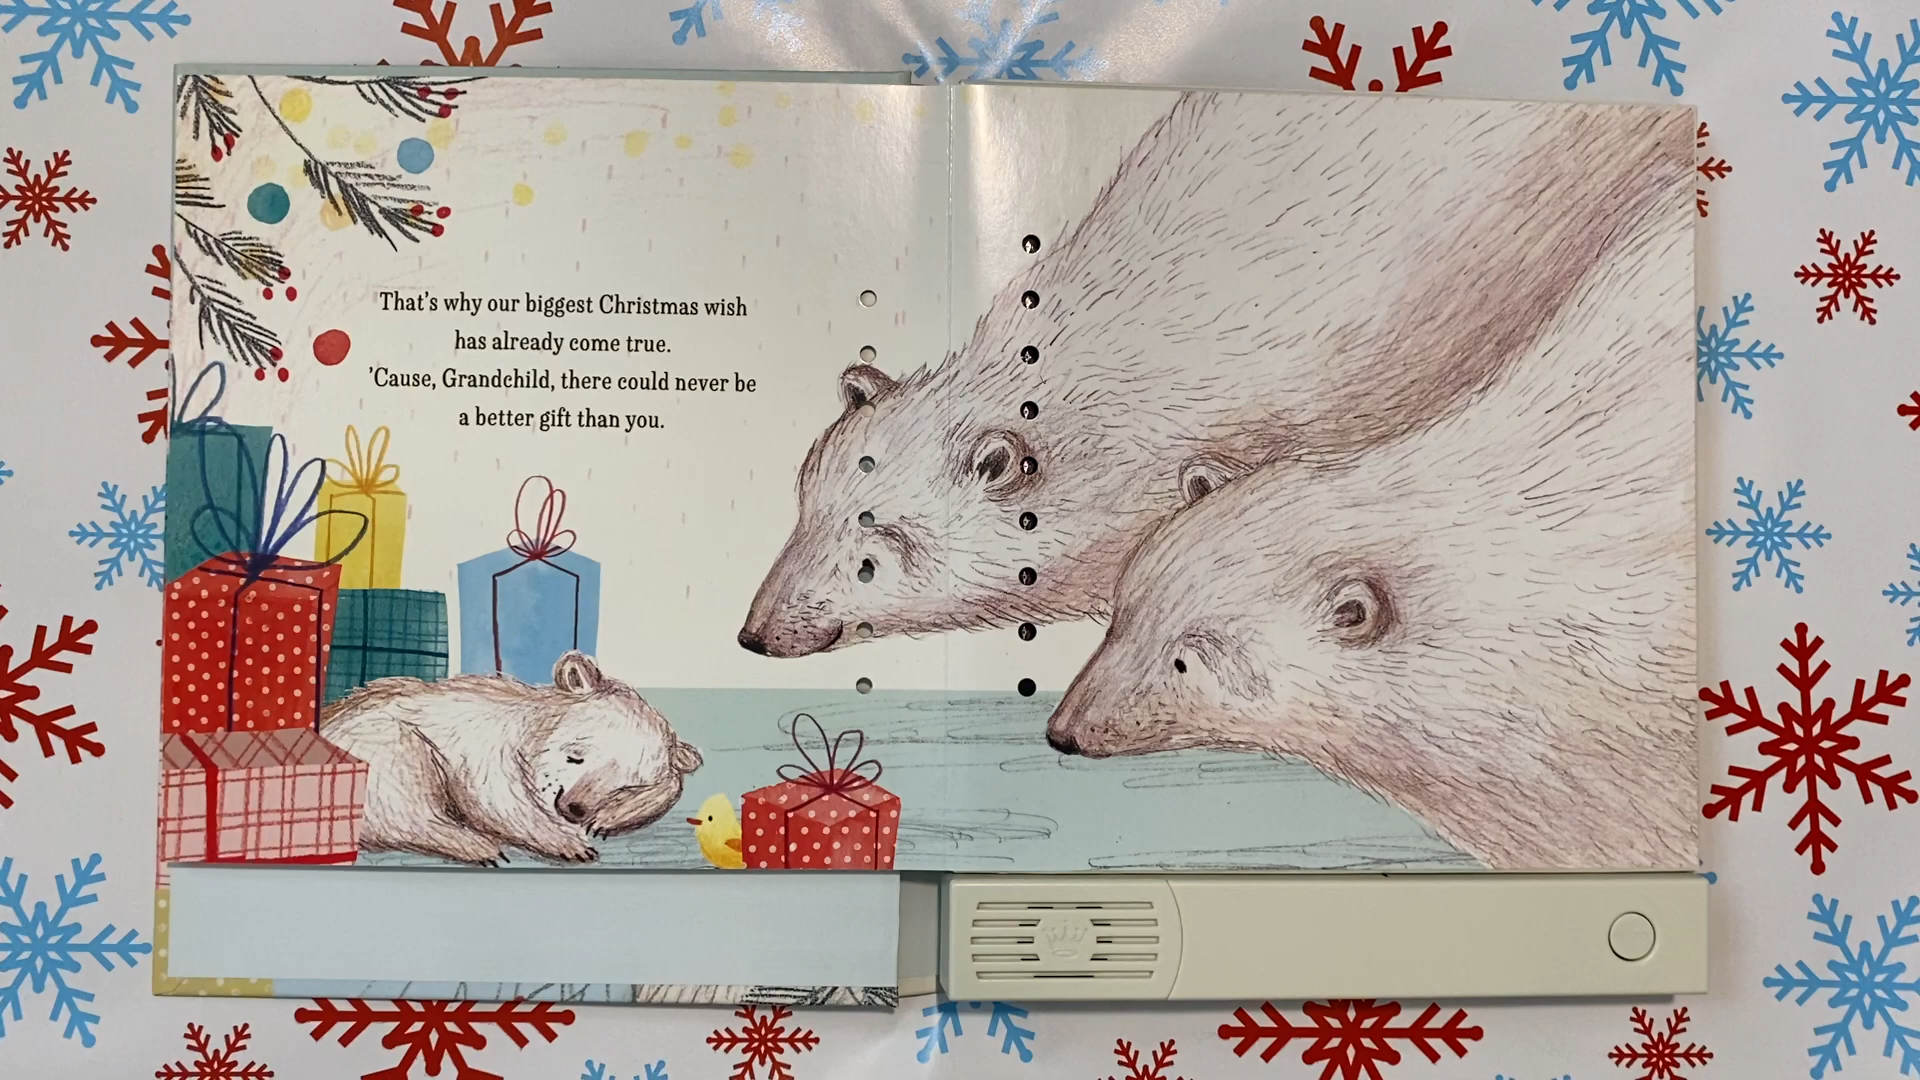 That's why our biggest Christmas wish
has already come true.
'Cause, Grandchild, there could never be
a better gift than you.